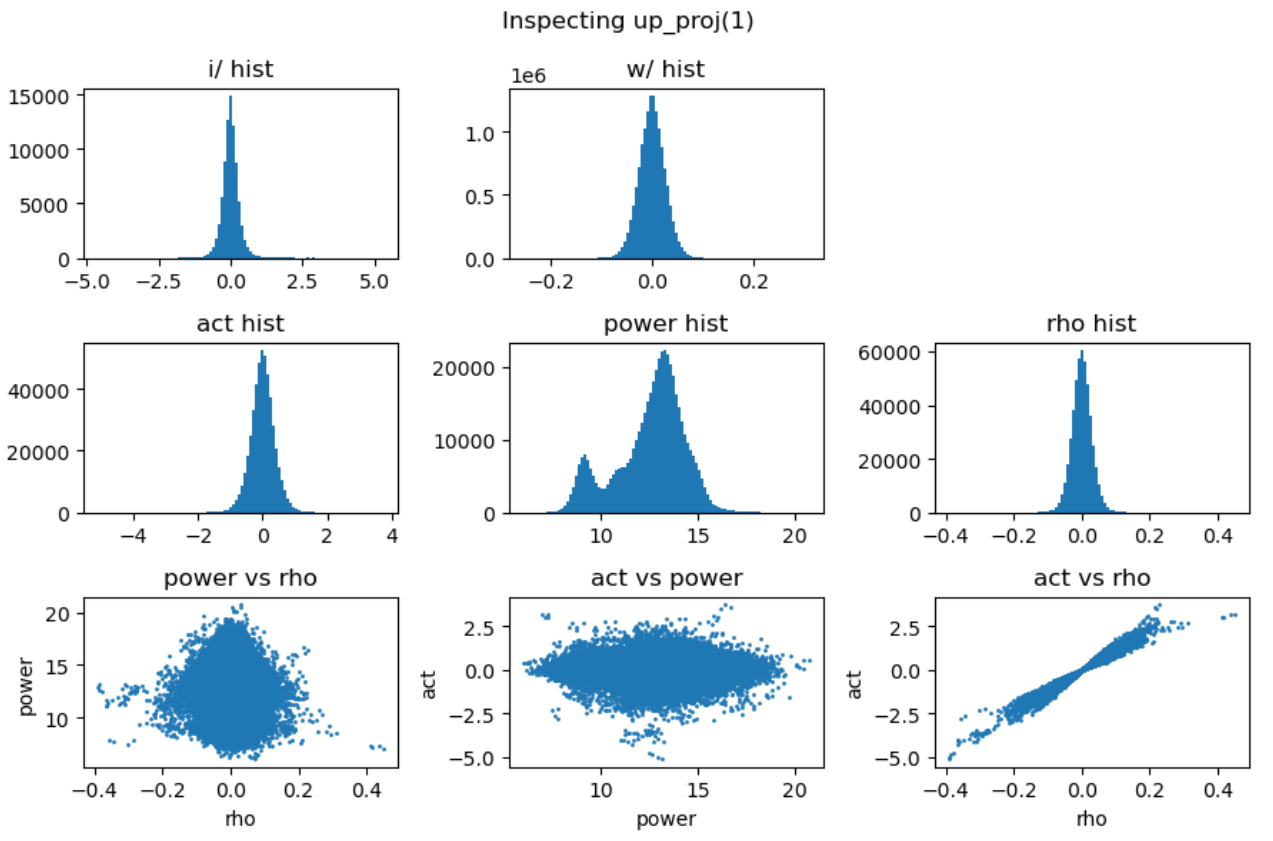 Inspecting up_proj(1)
i/ hist
15000
10000
5000
0
−5.0 −2.5 0.0 2.5 5.0
w/ hist
1e6
1.0
0.5
0.0
−0.2 0.0 0.2
act hist
40000
20000
0
−4 −2 0 2 4
power hist
20000
10000
0
10 15 20
rho hist
60000
40000
20000
0
−0.4 −0.2 0.0 0.2 0.4
power vs rho
power
20
15
10
−0.4 −0.2 0.0 0.2 0.4
rho
act vs power
act
2.5
0.0
−2.5
−5.0
10 15 20
power
act vs rho
act
2.5
0.0
−2.5
−5.0
−0.4 −0.2 0.0 0.2 0.4
rho